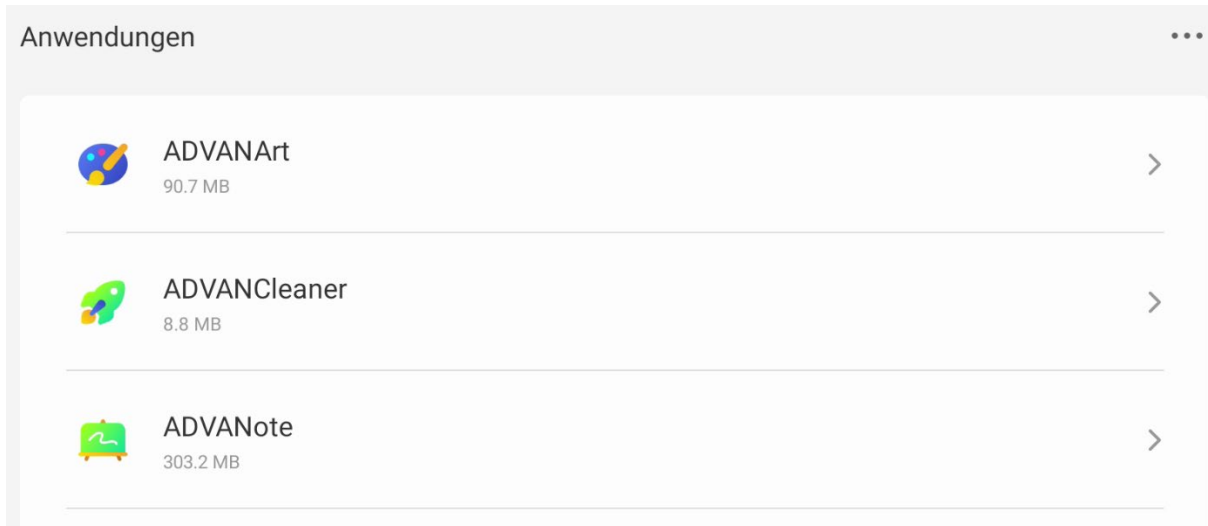 Anwendungen
ADVANArt
90.7 MB
ADVANCleaner
8.8 MB
ADVANote
303.2 MB